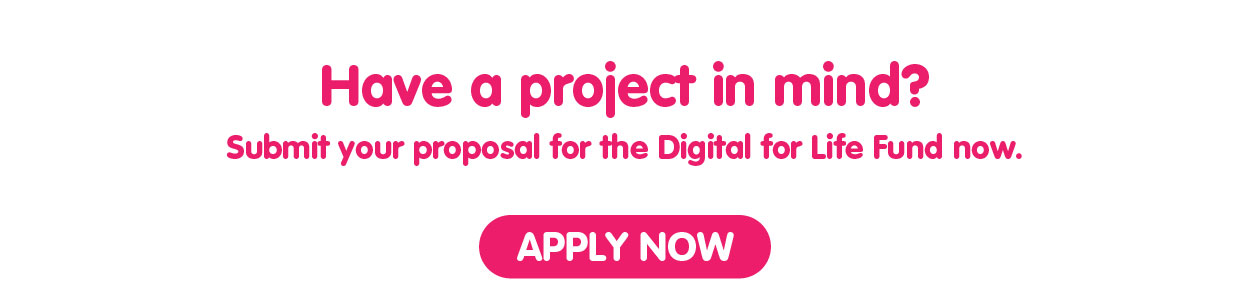 Have a project in mind?
Submit your proposal for the Digital for Life Fund now.
APPLY NOW